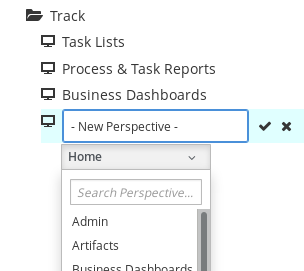 Track
Task Lists
Process & Task Reports
Business Dashboards
- New Perspective -
Home
Search Perspective...
Admin
Artifacts
Business Dashboards